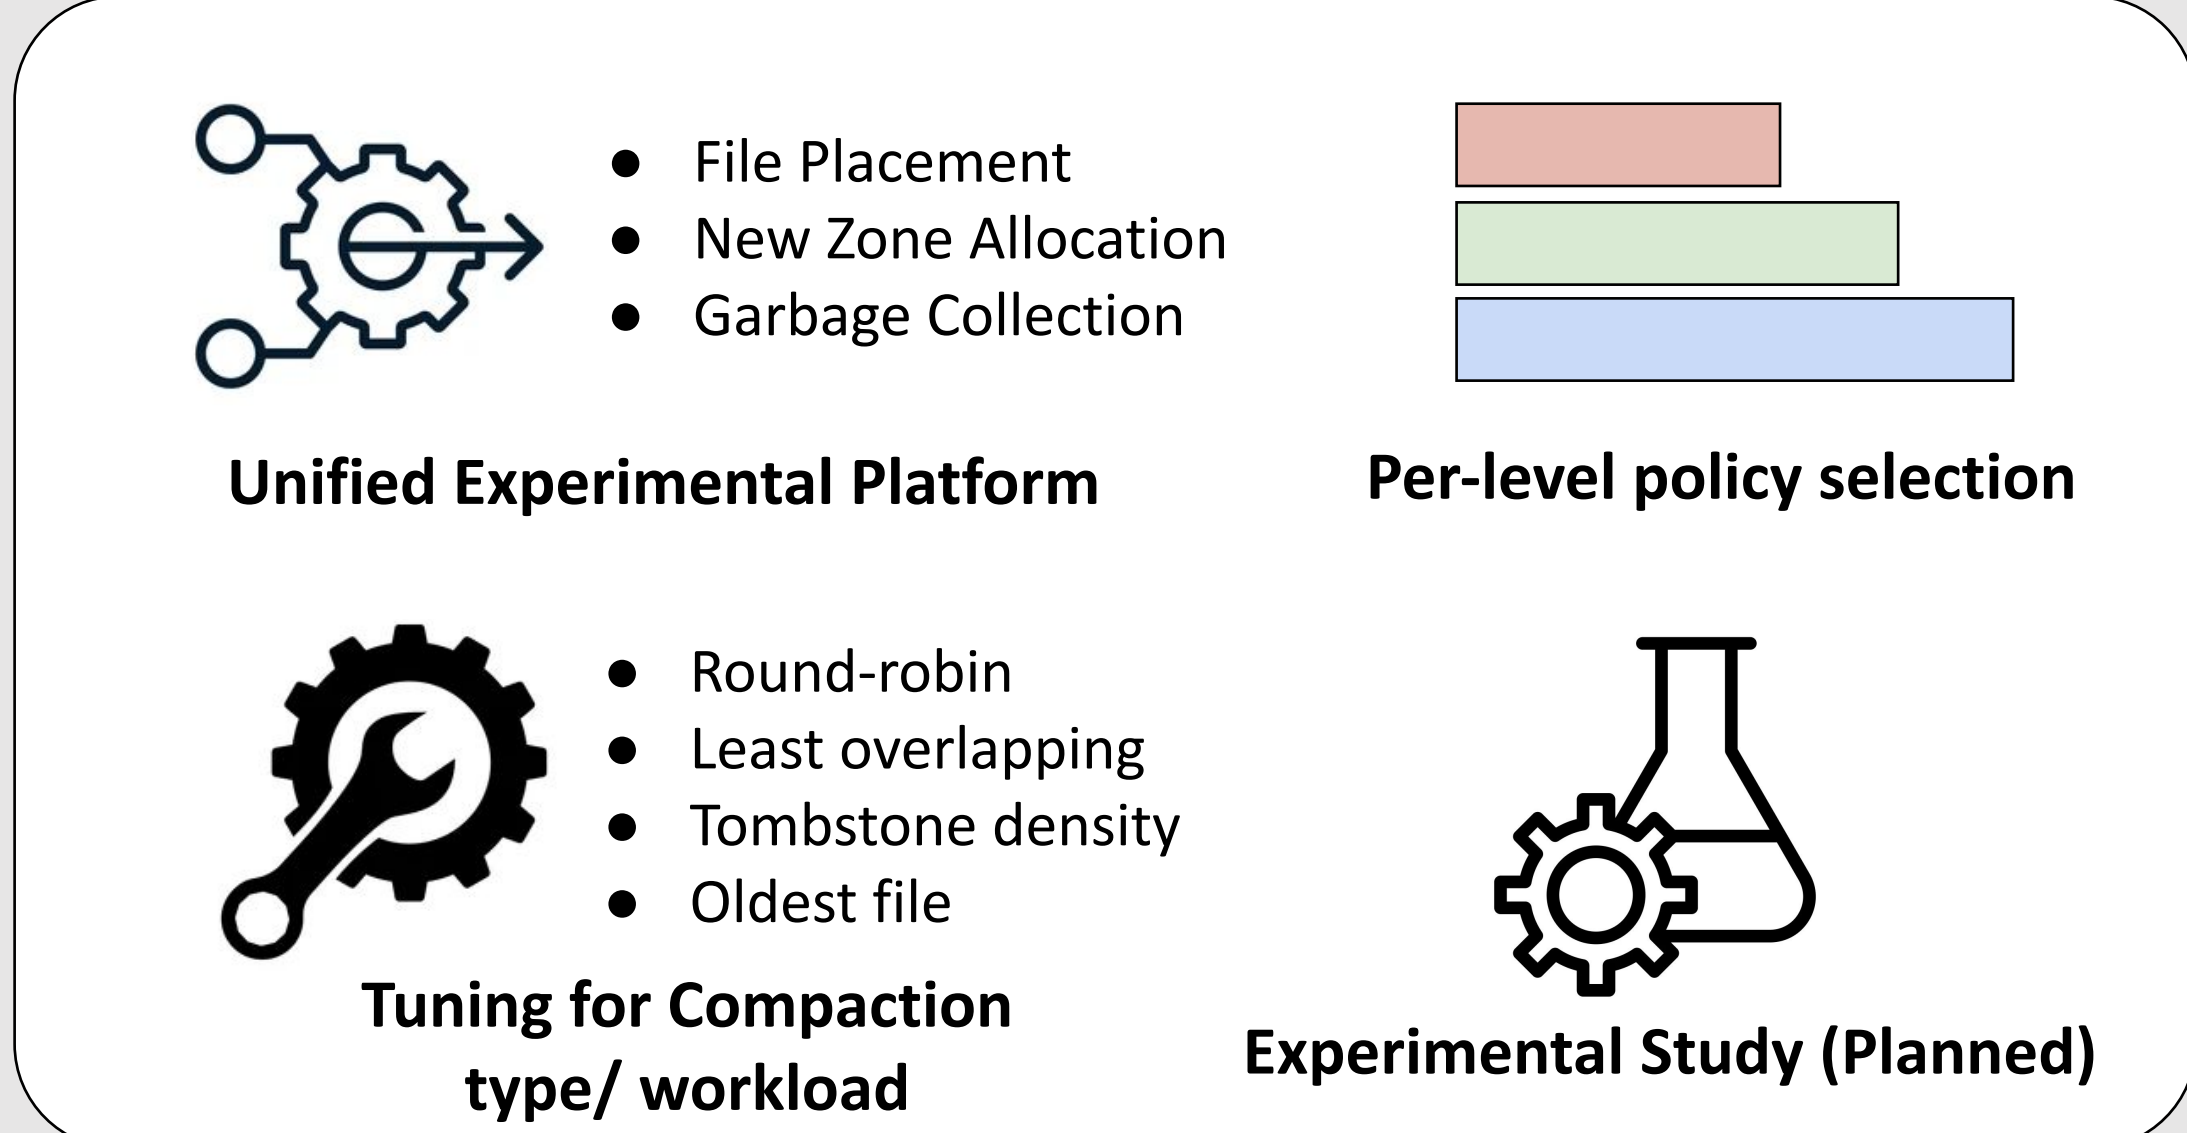 File Placement
New Zone Allocation
Garbage Collection
Unified Experimental Platform
Per-level policy selection
Round-robin
Least overlapping
Tombstone density
Oldest file
Tuning for Compaction
type/ workload
Experimental Study (Planned)